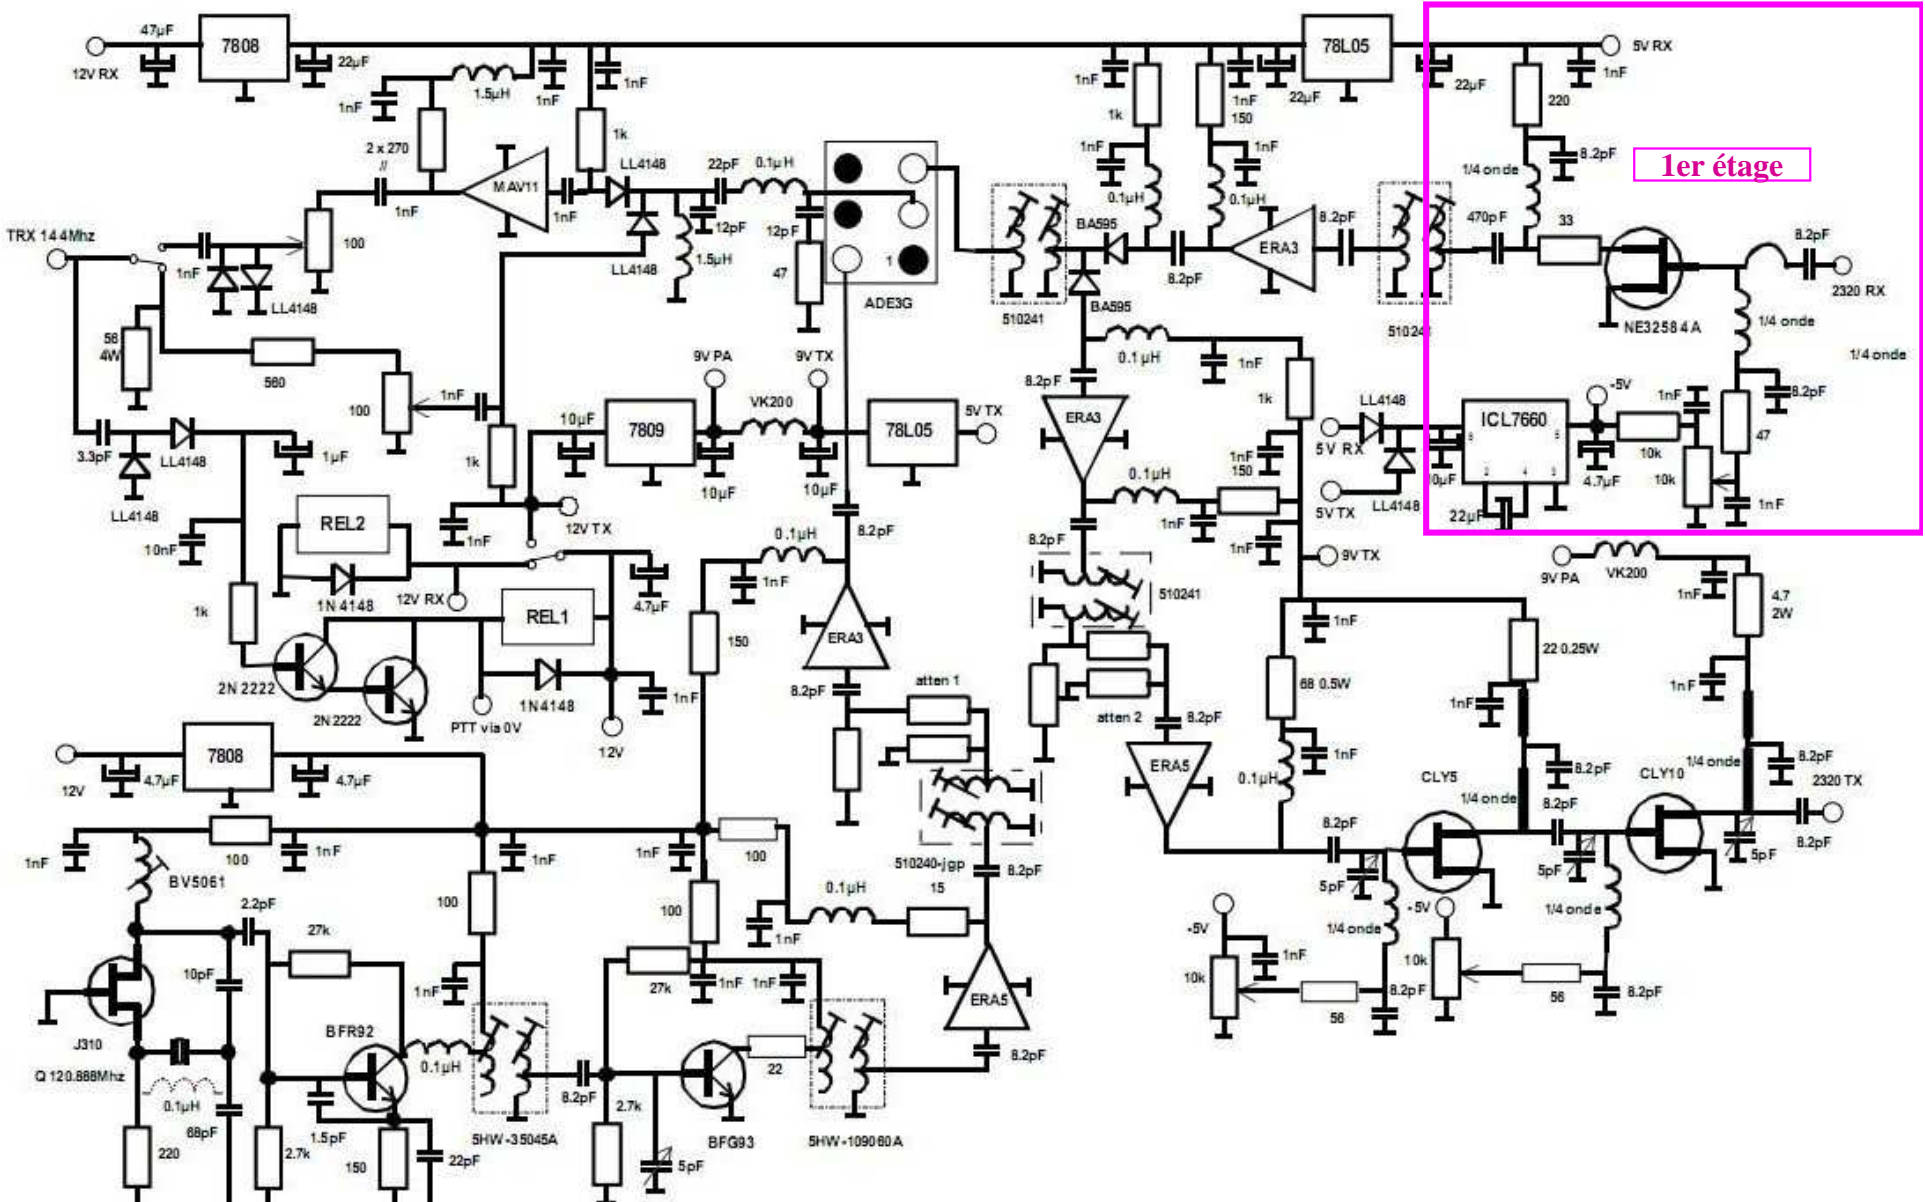 47µF
7808
22µF
12V RX
1nF
1.5µH
1nF
1nF
1nF
1k
1nF
150
22µF
78L05
22µF
5V RX
1nF
220
8.2pF
1er étage
2 x 270
//
1k
MAV11
LL4148
22pF
0.1µH
1nF
1nF
12pF
12pF
1nF
0.1µH
1nF
0.1µH
1/4 onde
470pF
33
8.2pF
TRX 144Mhz
100
1nF
LL4148
LL4148
1.5µH
47
1
ADE3G
510241
BA595
BA595
8.2pF
ERA3
8.2pF
NE32584A
2320 RX
1/4 onde
1/4 onde
56
4W
560
100
1nF
9V PA
9V TX
VK200
0.1µH
1nF
8.2pF
ERA3
1k
LL4148
5V RX
-5V
ICL7660
8
5
2
4
3
1nF
8.2pF
47
10k
10k
4.7µF
1nF
22µF
5V TX
LL4148
3.3pF
LL4148
1µF
LL4148
10nF
1k
10µF
7809
78L05
5V TX
10µF
10µF
12V TX
1nF
0.1µH
1nF
150
1nF
8.2pF
1nF
9V TX
REL2
1N4148
12V RX
REL1
4.7µF
1N4148
1nF
PTT via 0V
12V
1k
2N2222
2N2222
0.1µH
8.2pF
1nF
150
ERA3
8.2pF
atten 1
510241
atten 2
8.2pF
ERA5
1nF
68 0.5W
1nF
0.1µH
22 0.25W
1nF
8.2pF
1/4 onde
9V PA
VK200
1nF
4.7
2W
1nF
1/4 onde
8.2pF
2320 TX
8.2pF
12V
4.7µF
7808
4.7µF
1nF
100
1nF
1nF
1nF
100
510240-jgp
8.2pF
15
0.1µH
1nF
8.2pF
5pF
CLY5
8.2pF
5pF
CLY10
5pF
1/4 onde
1/4 onde
-5V
1nF
10k
56
8.2pF
-5V
10k
56
8.2pF
BV5061
2.2pF
27k
100
100
10pF
1nF
27k
1nF
1nF
ERA5
8.2pF
J310
Q 120.888Mhz
0.1µH
68pF
220
BFR92
0.1µH
1.5pF
2.7k
150
22pF
5HW-35045A
8.2pF
2.7k
5pF
BFG93
22
5HW-109060A